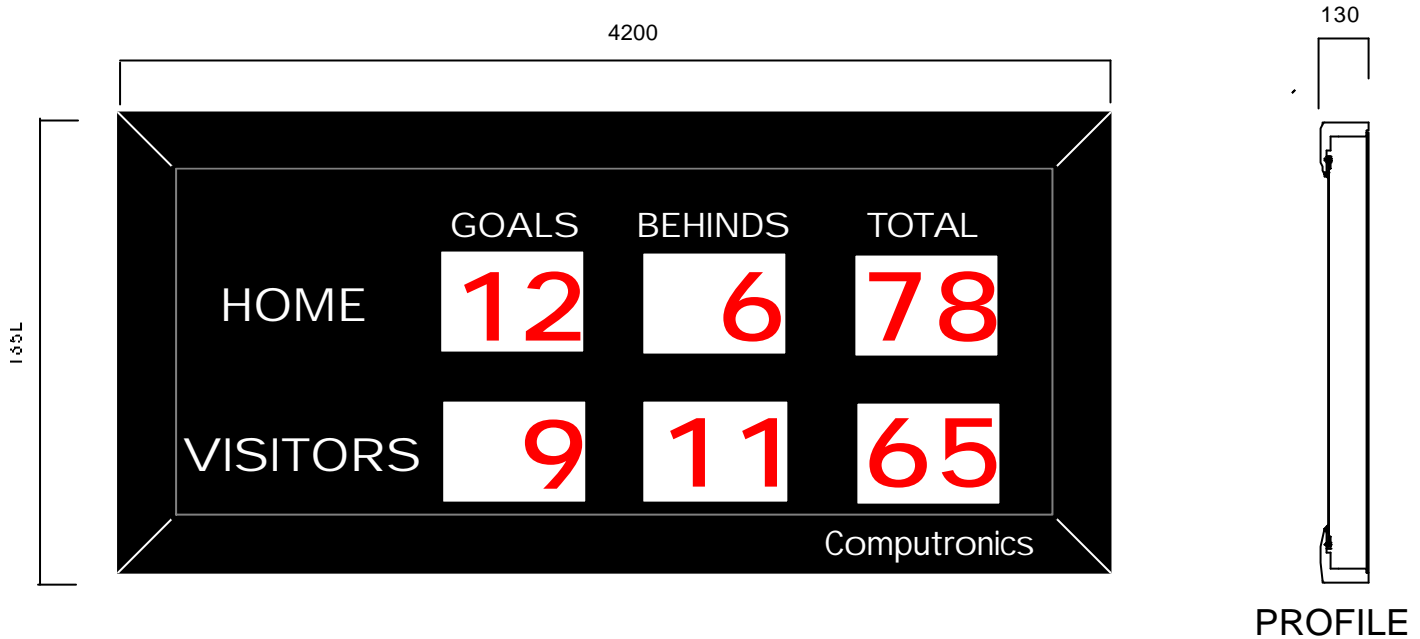 4200
130
GOALS BEHINDS TOTAL
HOME 12 6 78
VISITORS 9 11 65
Computronics
PROFILE